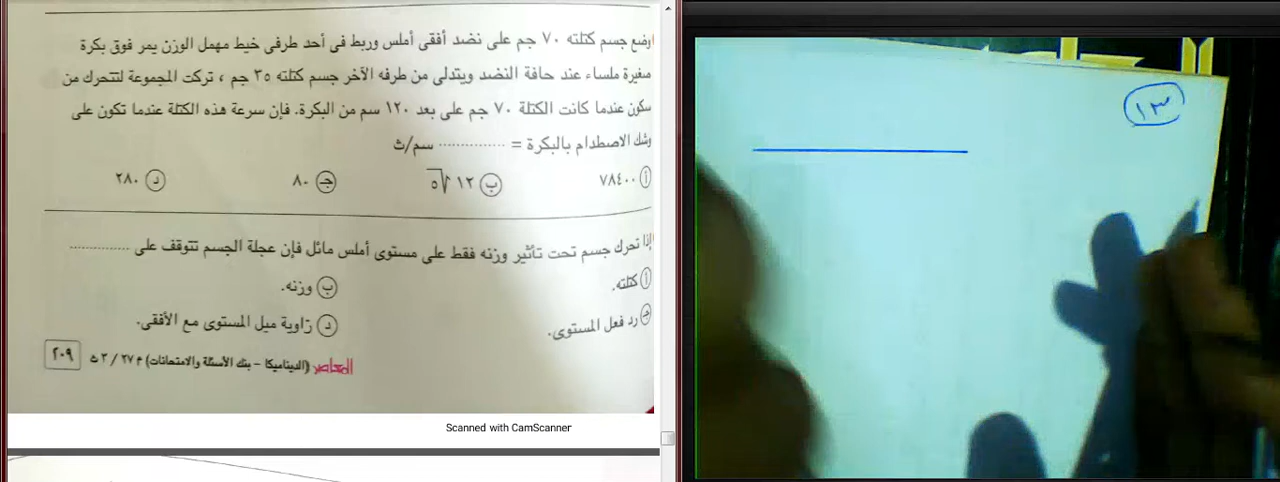 وضع جسم كتلته ٧٠ جم على نضد أفقى أملس وربط فى أحد طرفى خيط مهمل الوزن يمر فوق بكرة
صغيرة ملساء عند حافة النضد ويتدلى من طرفه الآخر جسم كتلته ٣٥ جم ، تركت المجموعة لتتحرك من
سكون عندما كانت الكتلة ٧٠ جم على بعد ١٢٠ سم من البكرة. فإن سرعة هذه الكتلة عندما تكون على
وشك الاصطدام بالبكرة = ............... سم/ث
أ ٧٨٤٠٠ ب ١٢ √٥ ج ٨٠ د ٢٨٠
إذا تحرك جسم تحت تأثير وزنه فقط على مستوى أملس مائل فإن عجلة الجسم تتوقف على ..............
أ كتلته. ب وزنه.
ج رد فعل المستوى. د زاوية ميل المستوى مع الأفقى.
المعاصر (الديناميكا - بنك الأسئلة والامتحانات) م ٢٧ / ٣ ث ٢٠٩
Scanned with CamScanner
١٣